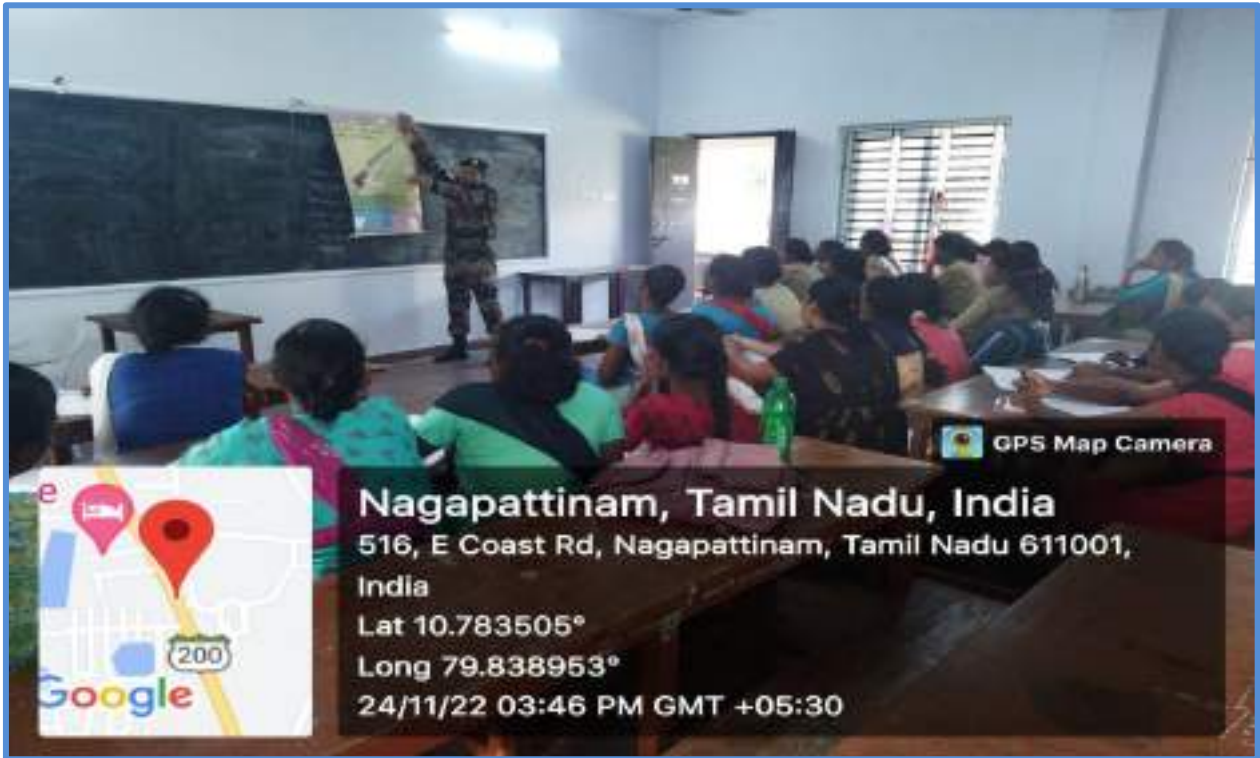 GPS Map Camera
Nagapattinam, Tamil Nadu, India
516, E Coast Rd, Nagapattinam, Tamil Nadu 611001,
India
Lat 10.783505°
Long 79.838953°
24/11/22 03:46 PM GMT +05:30
e
200
Google